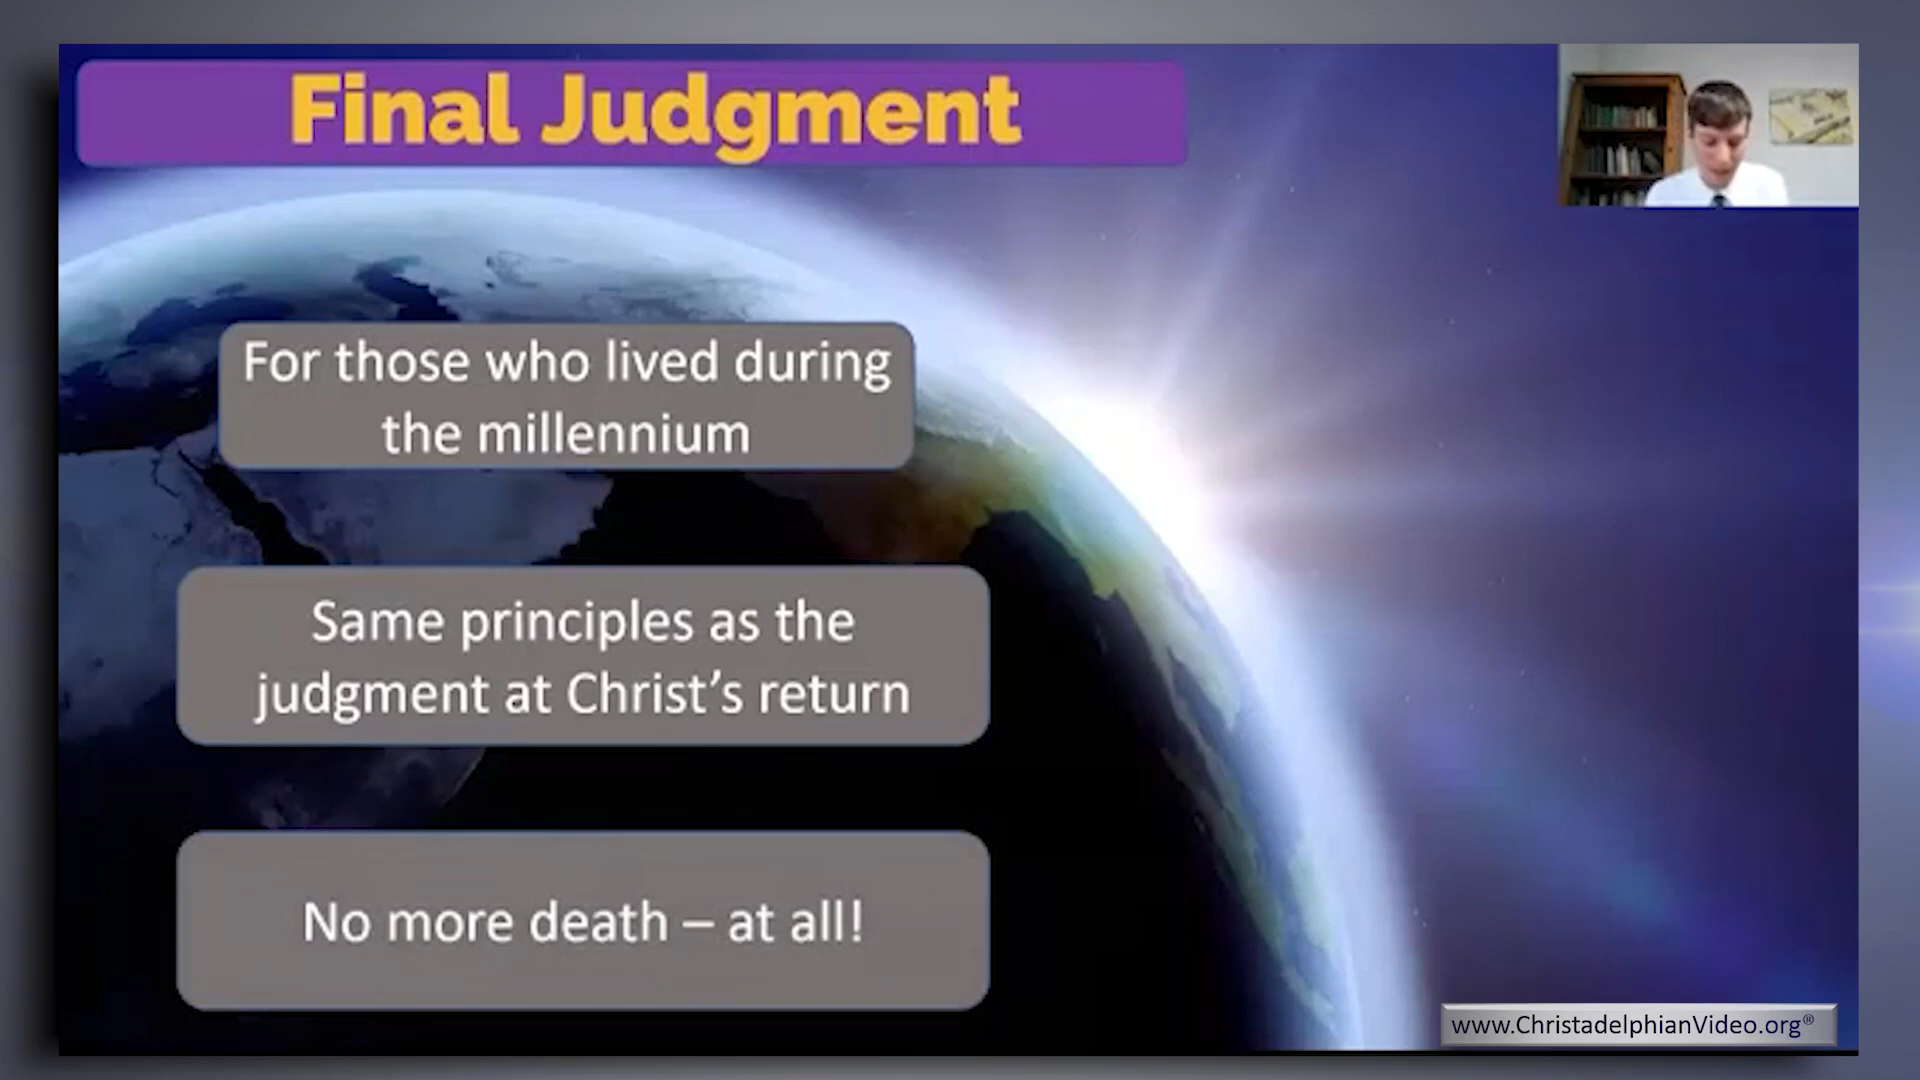 Final Judgment
For those who lived during
the millennium
Same principles as the
judgment at Christ’s return
No more death – at all!
www.ChristadelphianVideo.org®